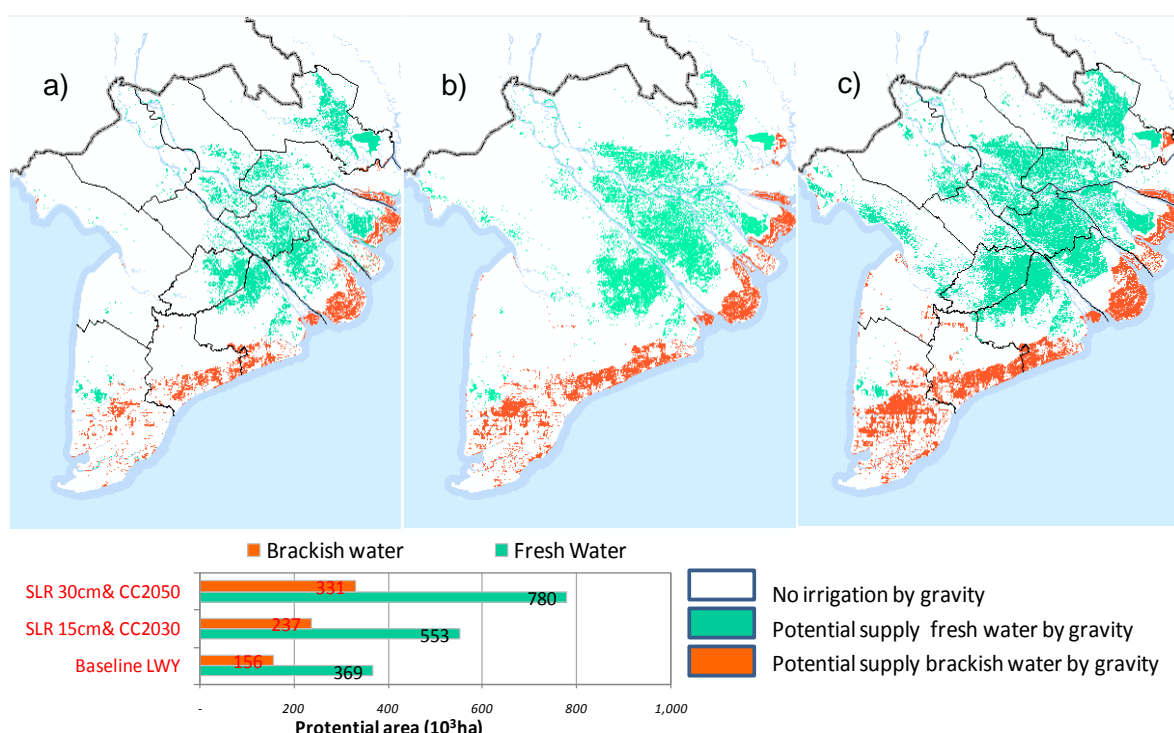 a)
b)
c)
Brackish water
Fresh Water
SLR 30cm& CC2050
331
780
SLR 15cm& CC2030
237
553
Baseline LWY
156
369
- 200 400 600 800 1,000
Protential area (10³ha)
No irrigation by gravity
Potential supply fresh water by gravity
Potential supply brackish water by gravity